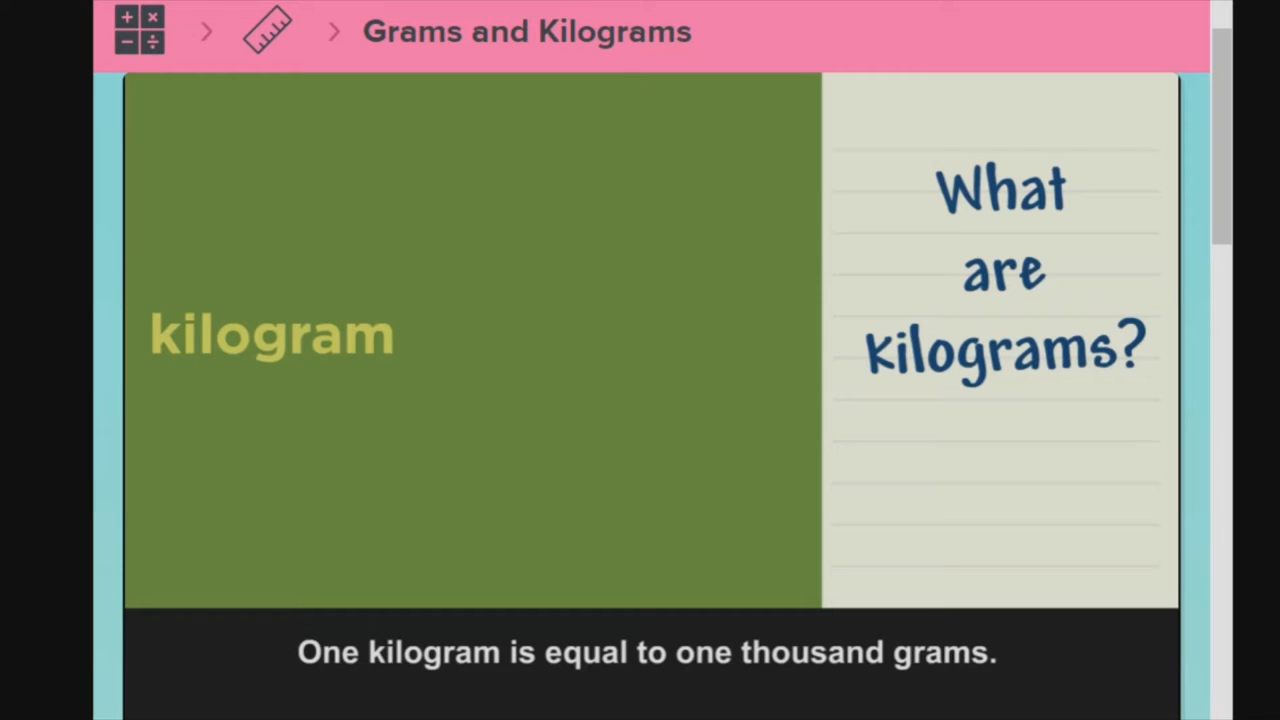 Grams and Kilograms
What
are
kilograms?
kilogram
One kilogram is equal to one thousand grams.